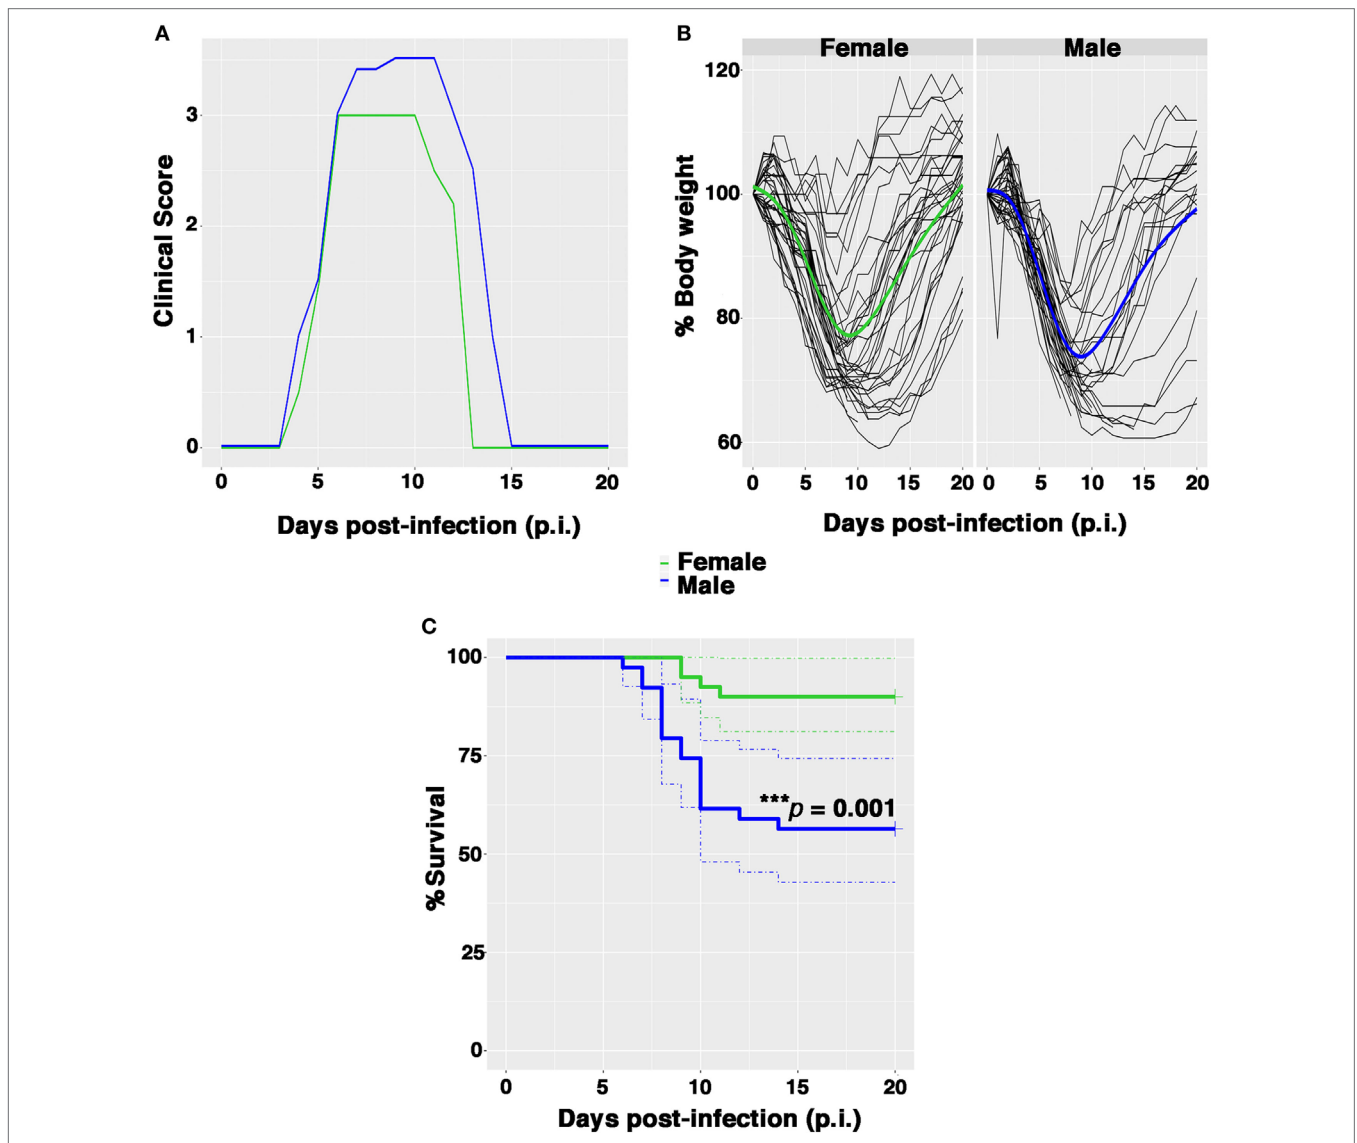 A
Clinical Score
3
2
1
0
0 5 10 15 20
Days post-infection (p.i.)
B
Female Male
% Body weight
120
100
80
60
0 5 10 15 20 0 5 10 15 20
Days post-infection (p.i.)
Female
Male
C
%Survival
100
75
50
25
0
***p = 0.001
0 5 10 15 20
Days post-infection (p.i.)